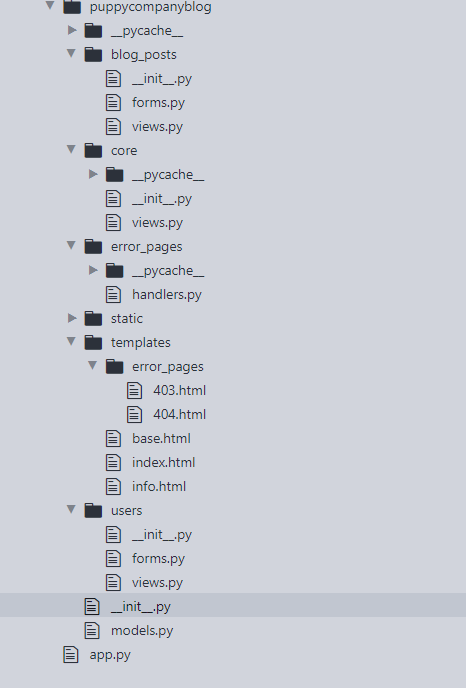 puppycompanyblog
__pycache__
blog_posts
__init__.py
forms.py
views.py
core
__pycache__
__init__.py
views.py
error_pages
__pycache__
handlers.py
static
templates
error_pages
403.html
404.html
base.html
index.html
info.html
users
__init__.py
forms.py
views.py
__init__.py
models.py
app.py